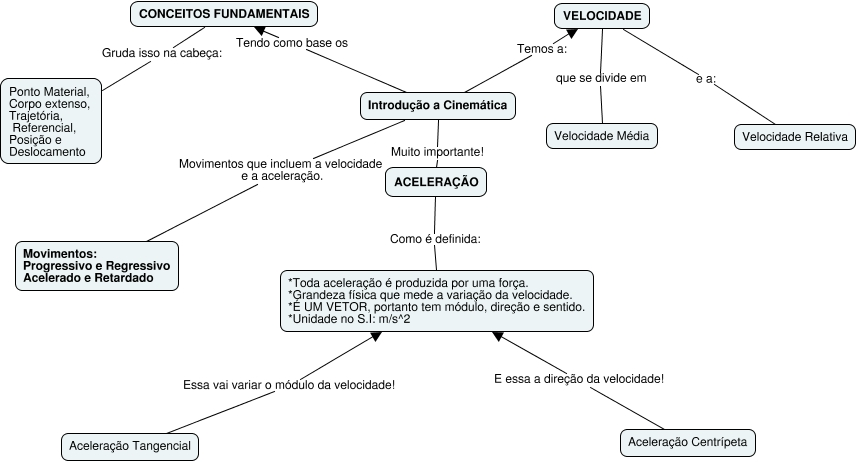 CONCEITOS FUNDAMENTAIS
VELOCIDADE
Gruda isso na cabeça:
Tendo como base os
Temos a:
que se divide em
e a:
Ponto Material,
Corpo extenso,
Trajetória,
Referencial,
Posição e
Deslocamento
Introdução a Cinemática
Velocidade Média
Velocidade Relativa
Movimentos que incluem a velocidade
e a aceleração.
Muito importante!
ACELERAÇÃO
Como é definida:
Movimentos:
Progressivo e Regressivo
Acelerado e Retardado
*Toda aceleração é produzida por uma força.
*Grandeza física que mede a variação da velocidade.
*É UM VETOR, portanto tem módulo, direção e sentido.
*Unidade no S.I: m/s^2
Essa vai variar o módulo da velocidade!
E essa a direção da velocidade!
Aceleração Tangencial
Aceleração Centrípeta